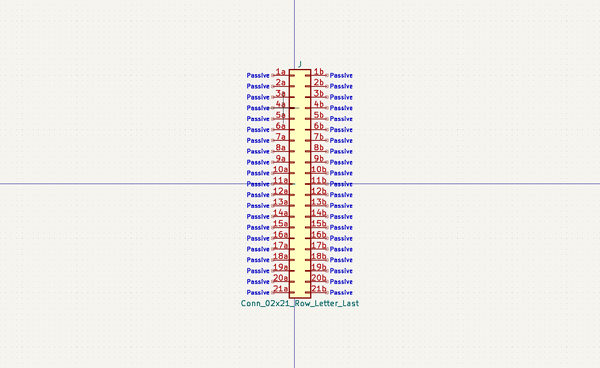 J
Passive 1a 1b Passive
Passive 2a 2b Passive
Passive 3a 3b Passive
Passive 4a 4b Passive
Passive 5a 5b Passive
Passive 6a 6b Passive
Passive 7a 7b Passive
Passive 8a 8b Passive
Passive 9a 9b Passive
Passive 10a 10b Passive
Passive 11a 11b Passive
Passive 12a 12b Passive
Passive 13a 13b Passive
Passive 14a 14b Passive
Passive 15a 15b Passive
Passive 16a 16b Passive
Passive 17a 17b Passive
Passive 18a 18b Passive
Passive 19a 19b Passive
Passive 20a 20b Passive
Passive 21a 21b Passive
Conn_02x21_Row_Letter_Last